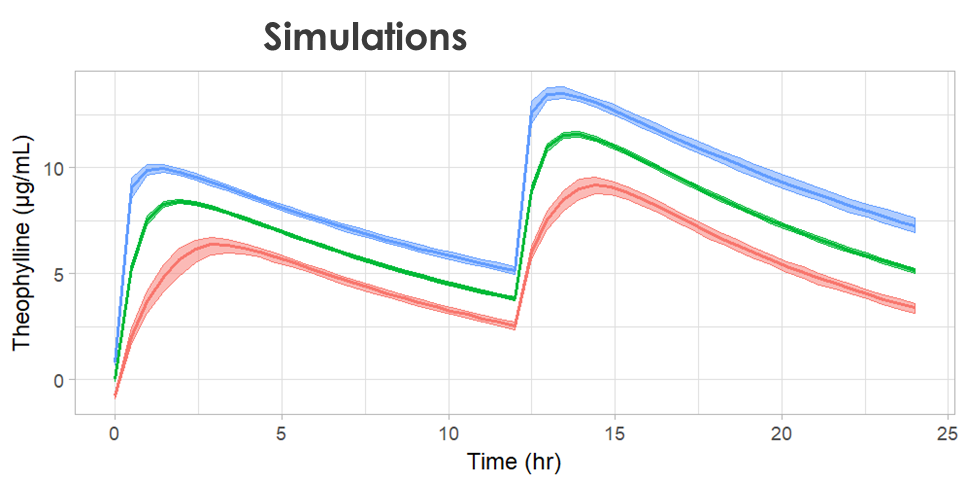 Simulations
Theophylline (μg/mL)
10
5
0
0 5 10 15 20 25
Time (hr)